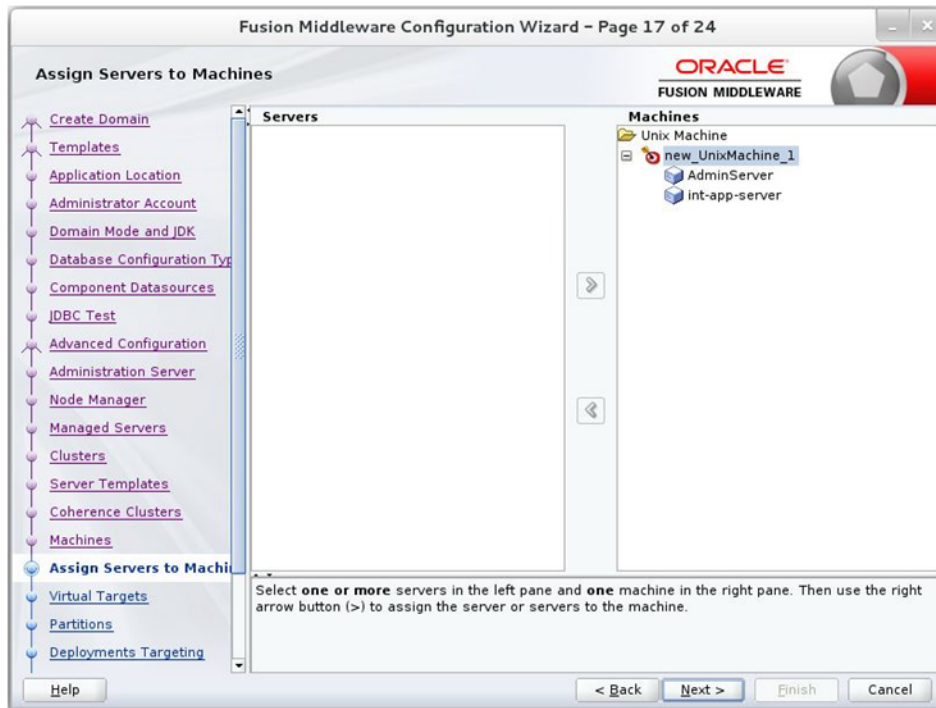 Fusion Middleware Configuration Wizard – Page 17 of 24
Assign Servers to Machines
ORACLE
FUSION MIDDLEWARE
Create Domain
Templates
Application Location
Administrator Account
Domain Mode and JDK
Database Configuration Typ
Component Datasources
JDBC Test
Advanced Configuration
Administration Server
Node Manager
Managed Servers
Clusters
Server Templates
Coherence Clusters
Machines
Assign Servers to Machi
Virtual Targets
Partitions
Deployments Targeting
Servers
Machines
Unix Machine
new_UnixMachine_1
AdminServer
int-app-server
Select one or more servers in the left pane and one machine in the right pane. Then use the right
arrow button (>) to assign the server or servers to the machine.
Help
< Back
Next >
Finish
Cancel